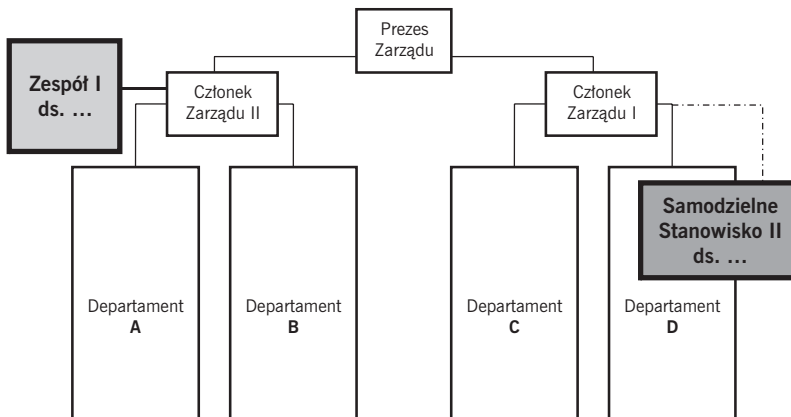 Prezes
Zarządu
Zespół I
ds. ...
Członek
Zarządu II
Członek
Zarządu I
Samodzielne
Stanowisko II
ds. ...
Departament
A
Departament
B
Departament
C
Departament
D